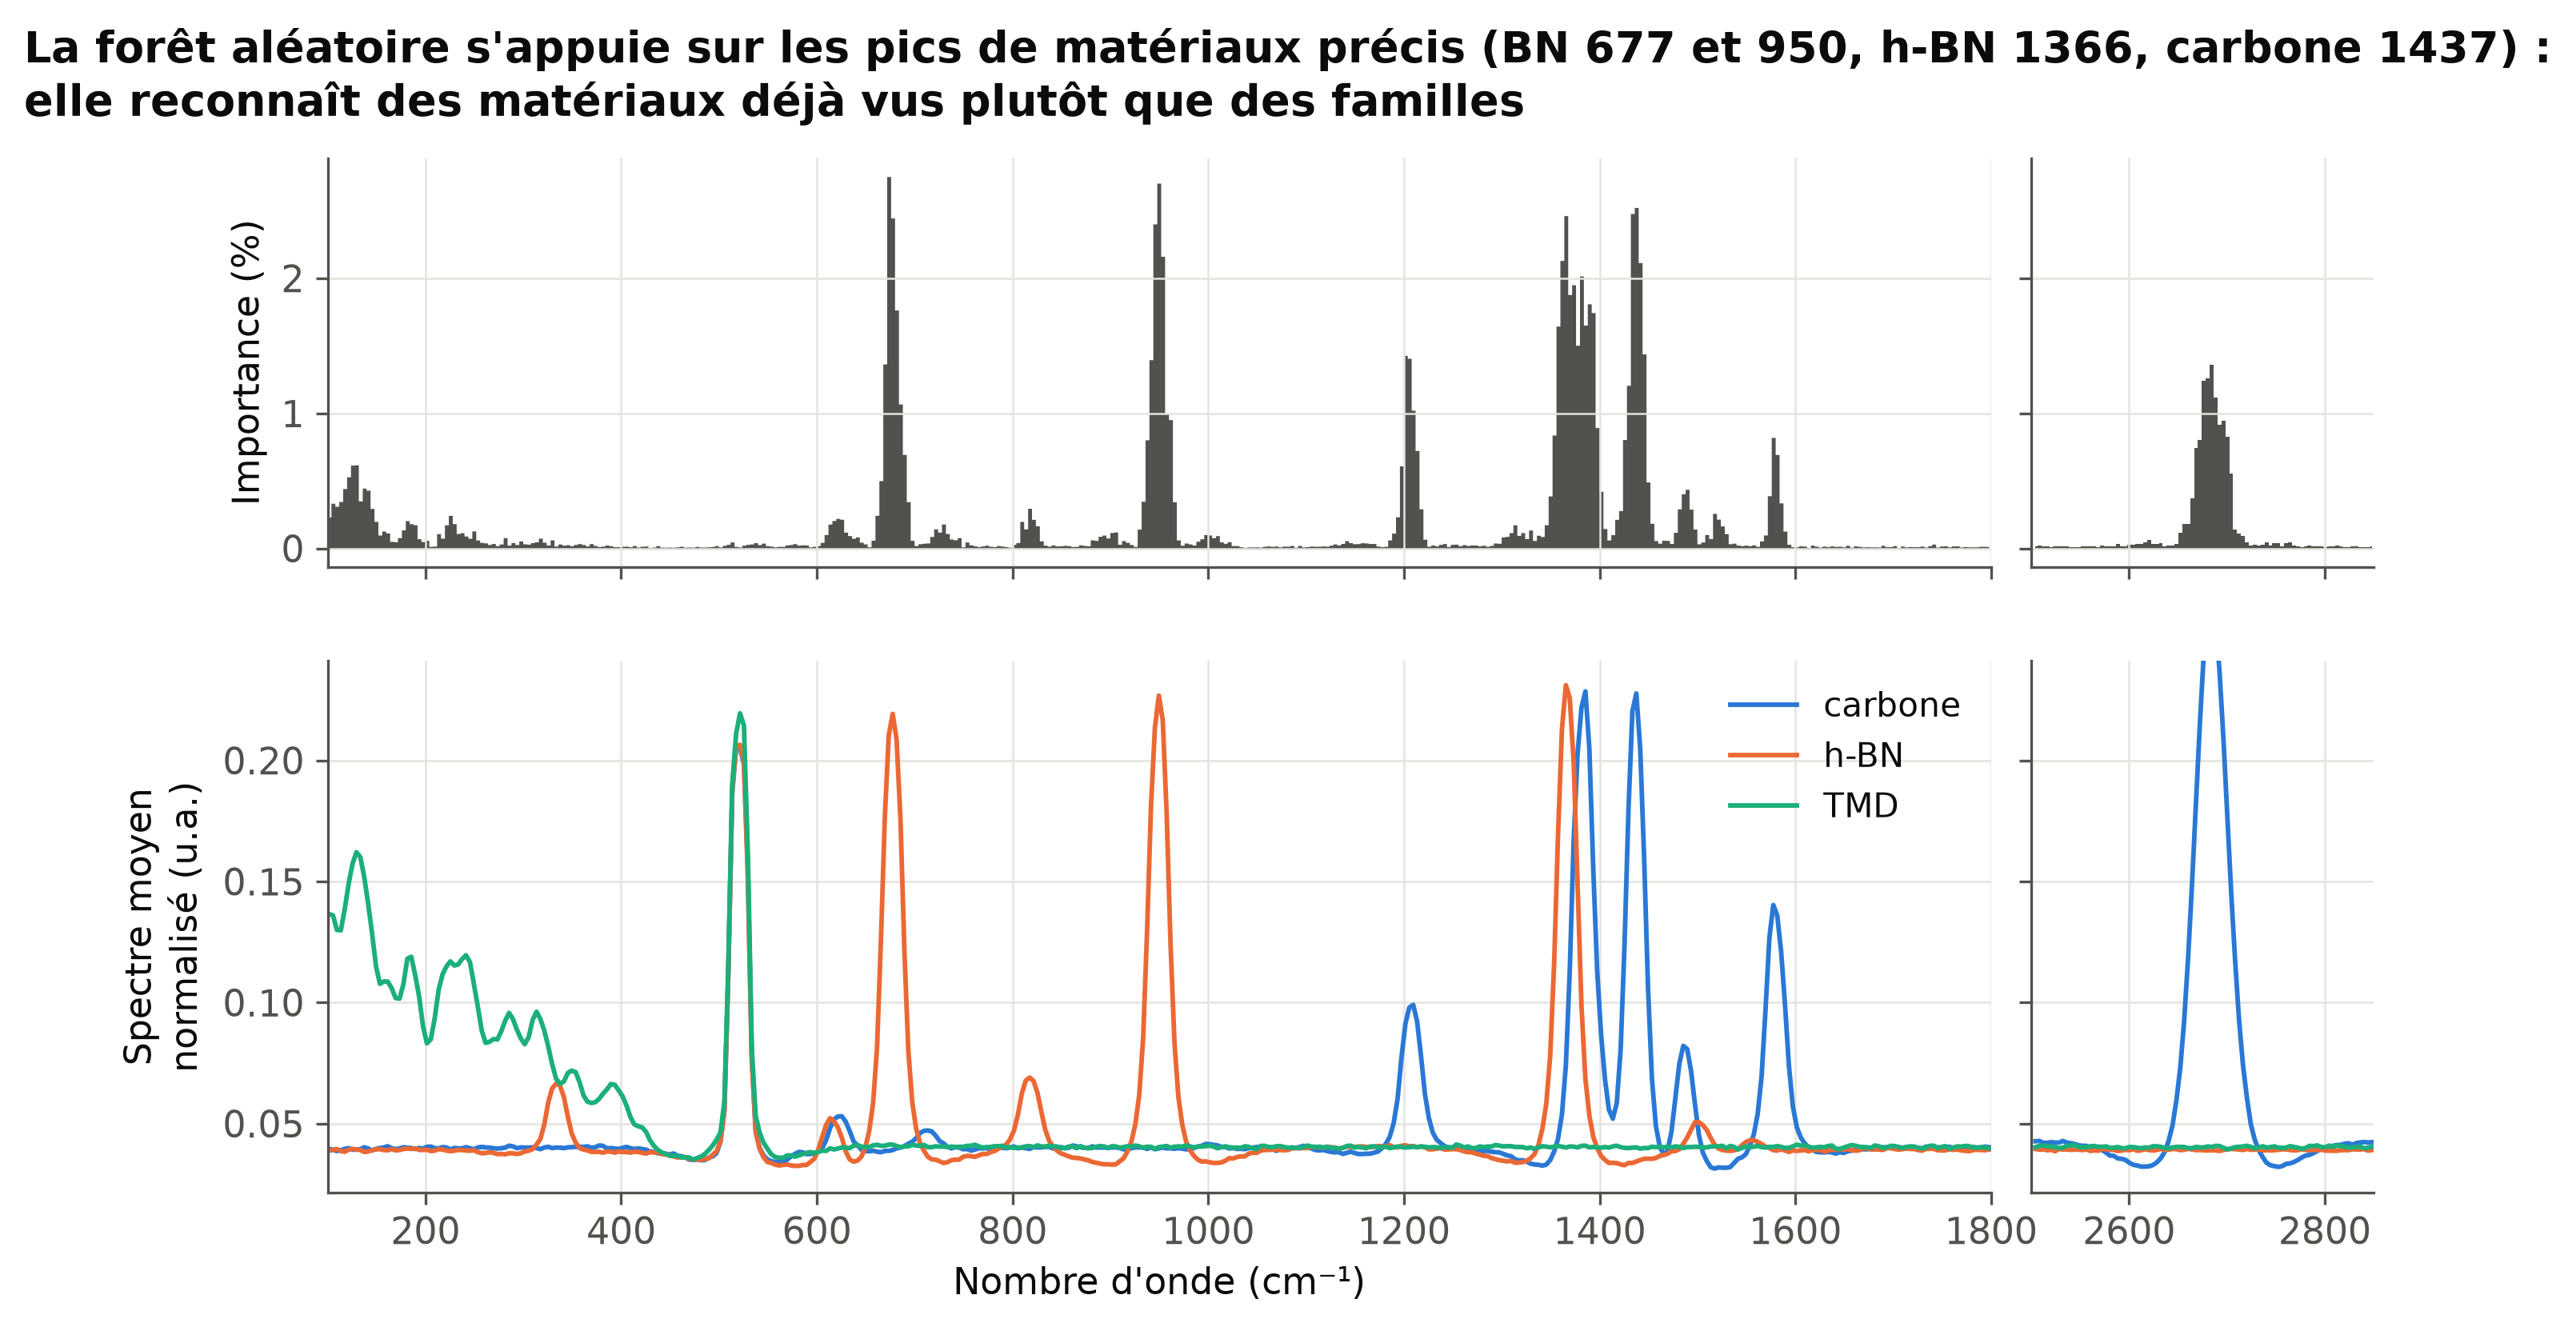 La forêt aléatoire s'appuie sur les pics de matériaux précis (BN 677 et 950, h-BN 1366, carbone 1437) :
elle reconnaît des matériaux déjà vus plutôt que des familles
Importance (%)
2
1
0
Spectre moyen
normalisé (u.a.)
0.20
0.15
0.10
0.05
carbone
h-BN
TMD
200 400 600 800 1000 1200 1400 1600 1800 2600 2800
Nombre d'onde (cm⁻¹)